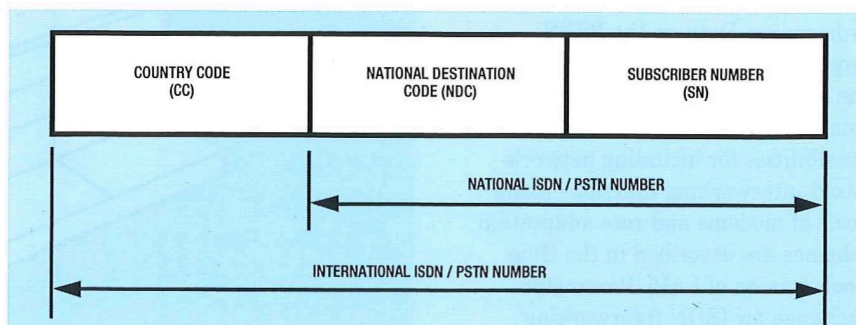 COUNTRY CODE
(CC)
NATIONAL DESTINATION
CODE (NDC)
SUBSCRIBER NUMBER
(SN)
NATIONAL ISDN / PSTN NUMBER
INTERNATIONAL ISDN / PSTN NUMBER